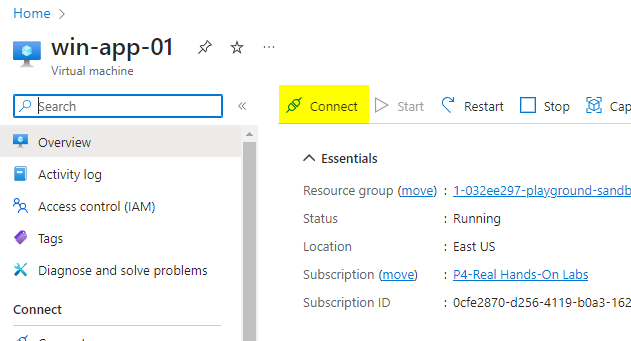 Home
win-app-01
Virtual machine
Search
Connect
Start
Restart
Stop
Cap
Overview
Activity log
Access control (IAM)
Tags
Diagnose and solve problems
Connect
Essentials
Resource group (move) : 1-032ee297-playground-sandb
Status : Running
Location : East US
Subscription (move) : P4-Real Hands-On Labs
Subscription ID : 0cfe2870-d256-4119-b0a3-162